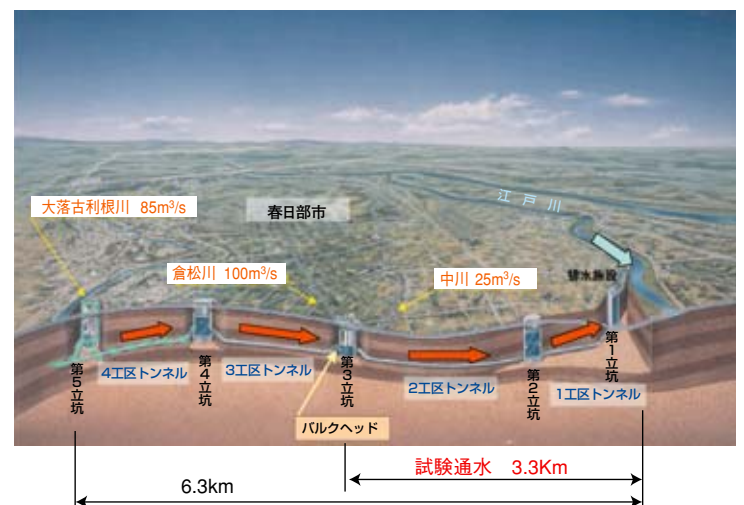 江戸川
大落古利根川 85m³/s
春日部市
排水施設
倉松川 100m³/s
中川 25m³/s
第5立坑
4工区トンネル
第4立坑
3工区トンネル
第3立坑
2工区トンネル
第2立坑
1工区トンネル
第1立坑
バルクヘッド
試験通水 3.3Km
6.3km